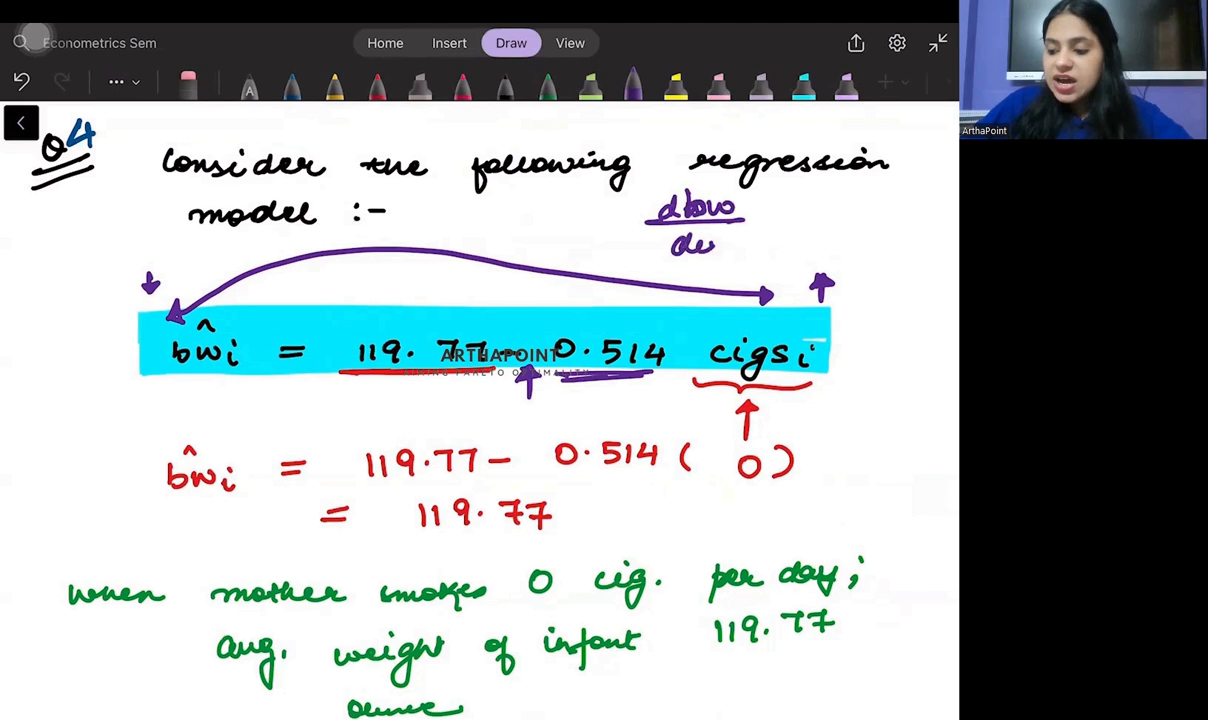 Econometrics Sem
Home Insert Draw View
A
Q4 Consider the following regression
model :-
dbw
b̂wi = 119.77 - 0.514 cigsi
ARTHAPOINT
b̂wi = 119.77 - 0.514 ( 0 )
= 119.77
when mother smokes 0 cig. per day;
avg. weight of infant 119.77
ounce
ArthaPoint